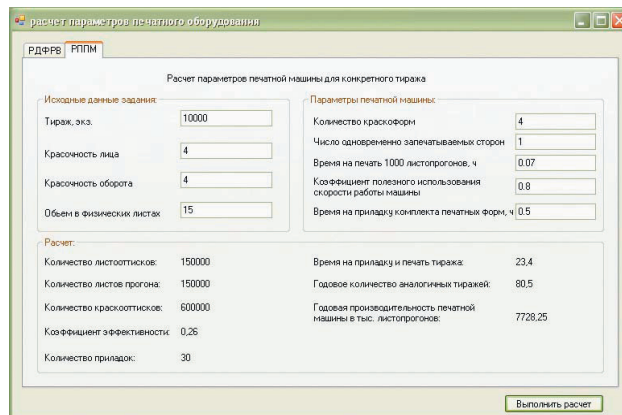 расчет параметров печатного оборудования
РДФРВ РППМ
Расчет параметров печатной машины для конкретного тиража
Исходные данные задания:
Тираж, экз. 10000
Красочность лица 4
Красочность оборота 4
Объем в физических листах 15
Параметры печатной машины:
Количество краскоформ 4
Число одновременно запечатываемых сторон 1
Время на печать 1000 листопрогонов, ч 0.07
Коэффициент полезного использования
скорости работы машины 0.8
Время на приладку комплекта печатных форм, ч 0.5
Расчет:
Количество листооттисков: 150000
Количество листов прогона: 150000
Количество краскооттисков: 600000
Коэффициент эффективности: 0,26
Количество приладок: 30
Время на приладку и печать тиража: 23,4
Годовое количество аналогичных тиражей: 80,5
Годовая производительность печатной
машины в тыс. листопрогонов: 7728,25
Выполнить расчет